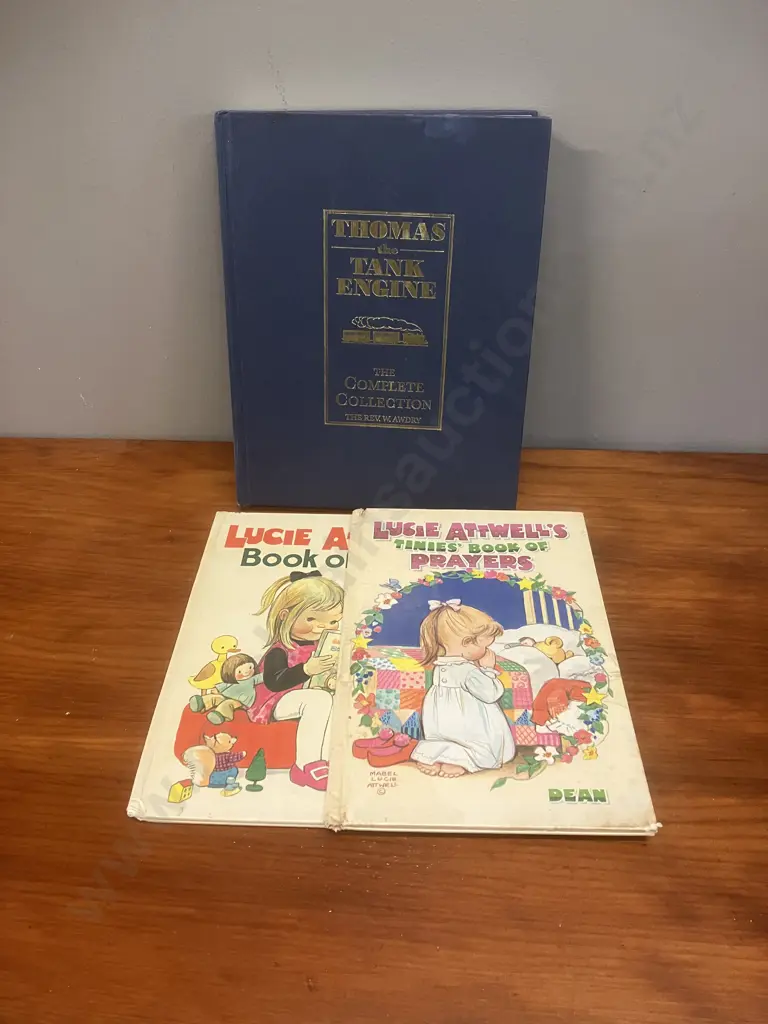 THOMAS
the
TANK
ENGINE
THE
COMPLETE
COLLECTION
THE REV. W. AWDRY
LUCIE
Book
LUCIE ATTWELL'S
TINIES' BOOK OF
PRAYERS
MABEL
LUCIE
ATTWELL
©
DEAN